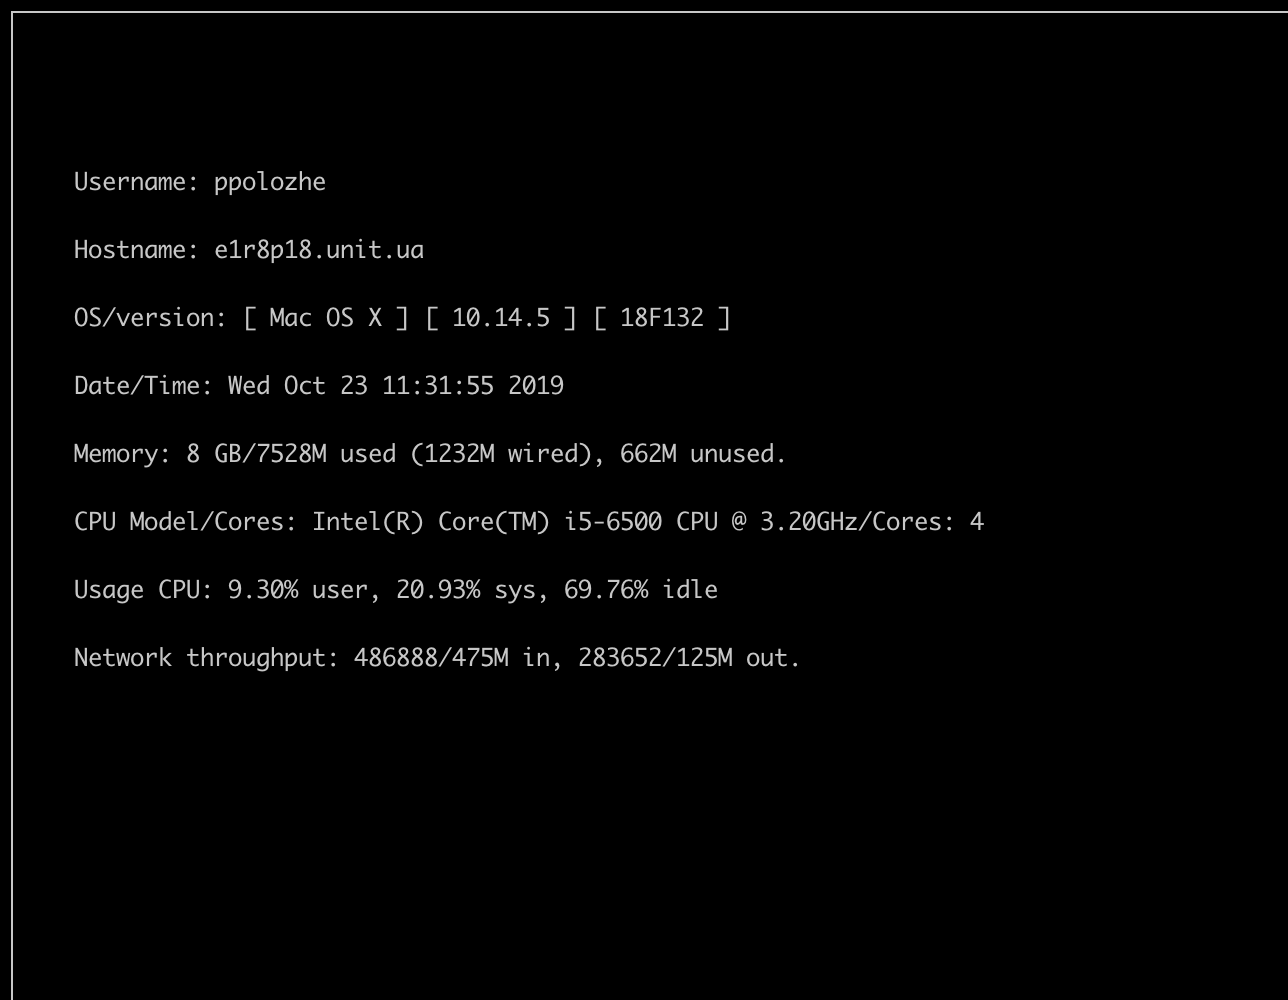 Username: ppolozhe
Hostname: e1r8p18.unit.ua
OS/version: [ Mac OS X ] [ 10.14.5 ] [ 18F132 ]
Date/Time: Wed Oct 23 11:31:55 2019
Memory: 8 GB/7528M used (1232M wired), 662M unused.
CPU Model/Cores: Intel(R) Core(TM) i5-6500 CPU @ 3.20GHz/Cores: 4
Usage CPU: 9.30% user, 20.93% sys, 69.76% idle
Network throughput: 486888/475M in, 283652/125M out.